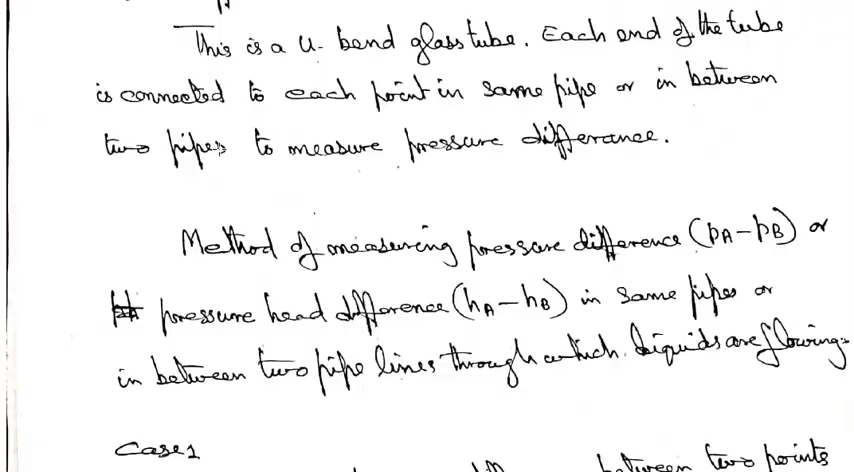 This is a U-bend glass tube. Each end of the tube
is connected to each point in same pipe or in between
two pipes to measure pressure differance.
Method of measuring pressure difference (pA-pB) or
pressure head difference (hA-hB) in same pipes or
in between two pipe lines through which liquids are flowing.
Case 1
between two points